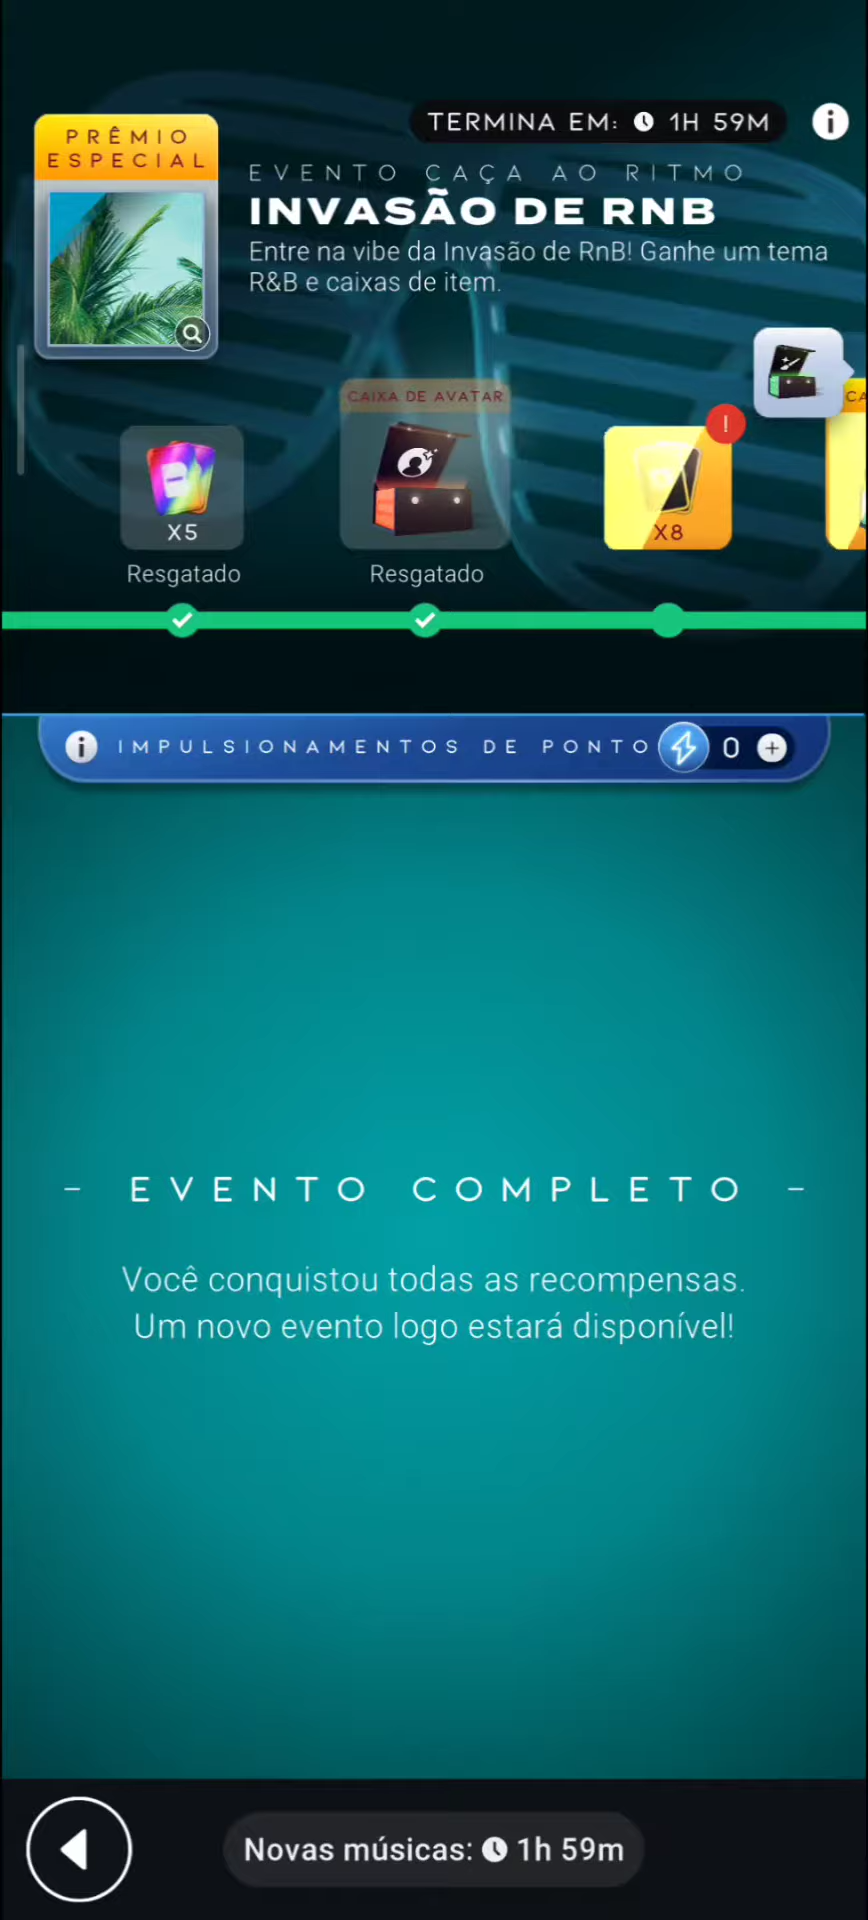 TERMINA EM: 1H 59M
PRÊMIO
ESPECIAL
EVENTO CAÇA AO RITMO
INVASÃO DE RNB
Entre na vibe da Invasão de RnB! Ganhe um tema
R&B e caixas de item.
CAIXA DE AVATAR
CA
!
X5
X8
Resgatado
Resgatado
IMPULSIONAMENTOS DE PONTO
0
- EVENTO COMPLETO -
Você conquistou todas as recompensas.
Um novo evento logo estará disponível!
Novas músicas: 1h 59m